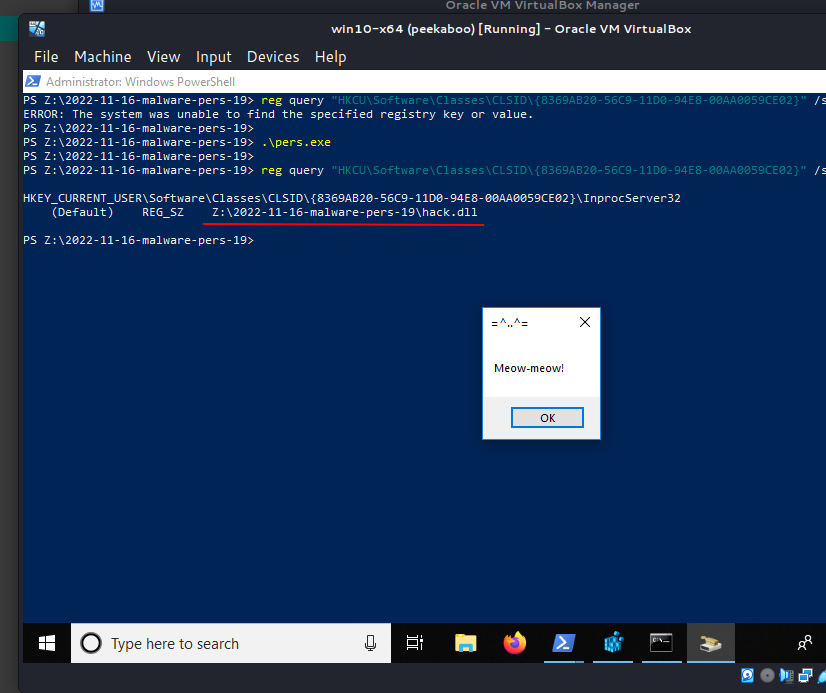 Oracle VM VirtualBox Manager
win10-x64 (peekaboo) [Running] - Oracle VM VirtualBox
File Machine View Input Devices Help
Administrator: Windows PowerShell
PS Z:\2022-11-16-malware-pers-19> reg query "HKCU\Software\Classes\CLSID\{8369AB20-56C9-11D0-94E8-00AA0059CE02}" /s
ERROR: The system was unable to find the specified registry key or value.
PS Z:\2022-11-16-malware-pers-19>
PS Z:\2022-11-16-malware-pers-19> .\pers.exe
PS Z:\2022-11-16-malware-pers-19>
PS Z:\2022-11-16-malware-pers-19> reg query "HKCU\Software\Classes\CLSID\{8369AB20-56C9-11D0-94E8-00AA0059CE02}" /s
HKEY_CURRENT_USER\Software\Classes\CLSID\{8369AB20-56C9-11D0-94E8-00AA0059CE02}\InprocServer32
(Default) REG_SZ Z:\2022-11-16-malware-pers-19\hack.dll
PS Z:\2022-11-16-malware-pers-19>
=^..^=
Meow-meow!
OK
Type here to search